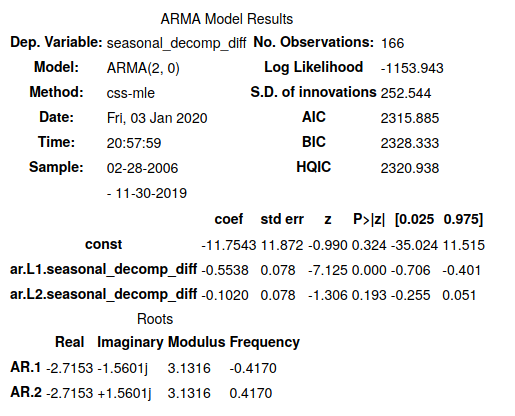 ARMA Model Results
Dep. Variable: seasonal_decomp_diff No. Observations: 166
Model: ARMA(2, 0) Log Likelihood -1153.943
Method: css-mle S.D. of innovations 252.544
Date: Fri, 03 Jan 2020 AIC 2315.885
Time: 20:57:59 BIC 2328.333
Sample: 02-28-2006 HQIC 2320.938
- 11-30-2019
coef std err z P>|z| [0.025 0.975]
const -11.7543 11.872 -0.990 0.324 -35.024 11.515
ar.L1.seasonal_decomp_diff -0.5538 0.078 -7.125 0.000 -0.706 -0.401
ar.L2.seasonal_decomp_diff -0.1020 0.078 -1.306 0.193 -0.255 0.051
Roots
Real Imaginary Modulus Frequency
AR.1 -2.7153 -1.5601j 3.1316 -0.4170
AR.2 -2.7153 +1.5601j 3.1316 0.4170